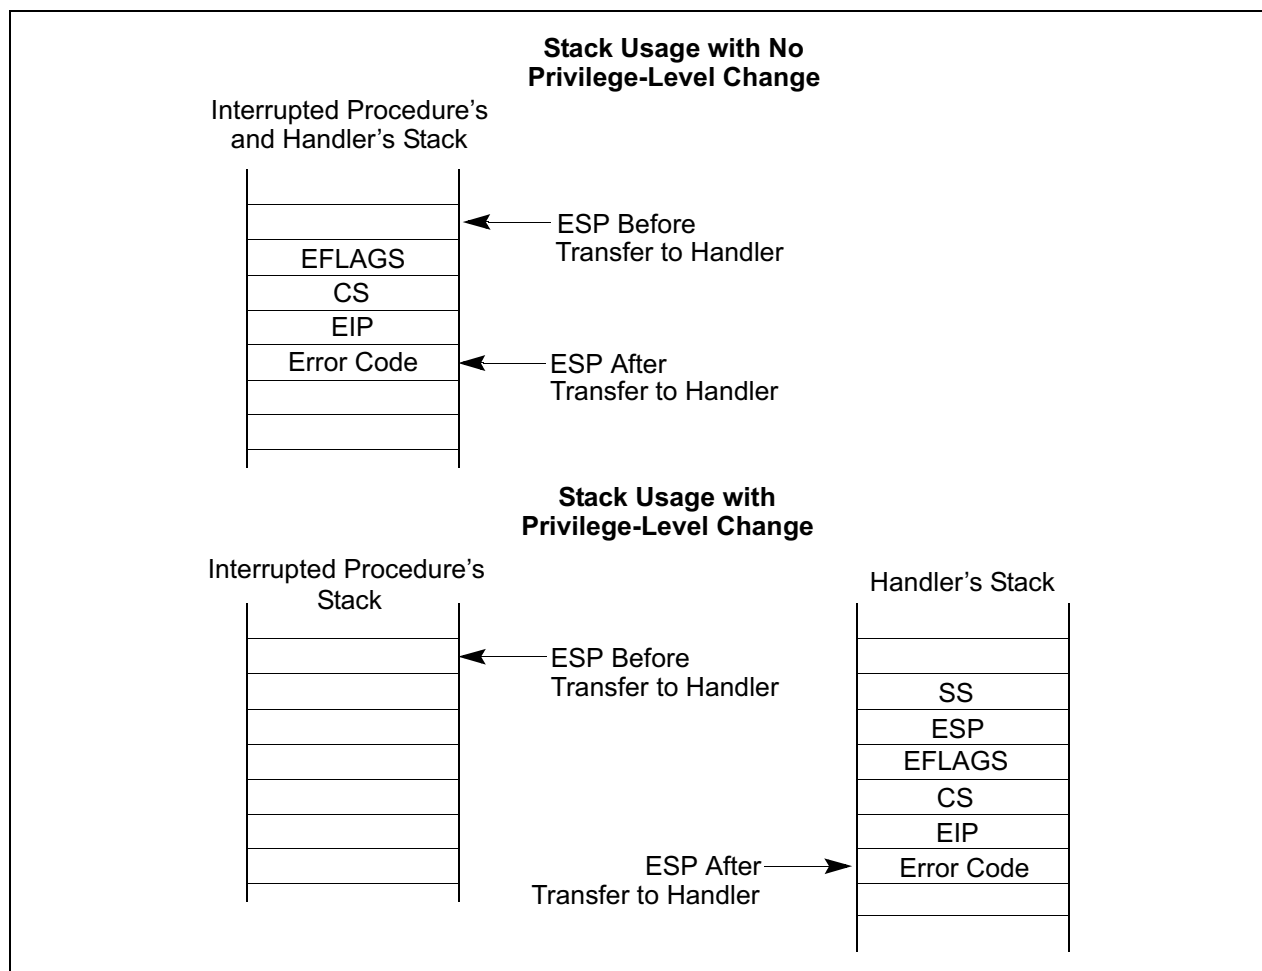 Stack Usage with No
Privilege-Level Change
Interrupted Procedure's
and Handler's Stack
ESP Before
Transfer to Handler
EFLAGS
CS
EIP
Error Code
ESP After
Transfer to Handler
Stack Usage with
Privilege-Level Change
Interrupted Procedure's
Stack
Handler's Stack
ESP Before
Transfer to Handler
SS
ESP
EFLAGS
CS
EIP
ESP After
Transfer to Handler
Error Code